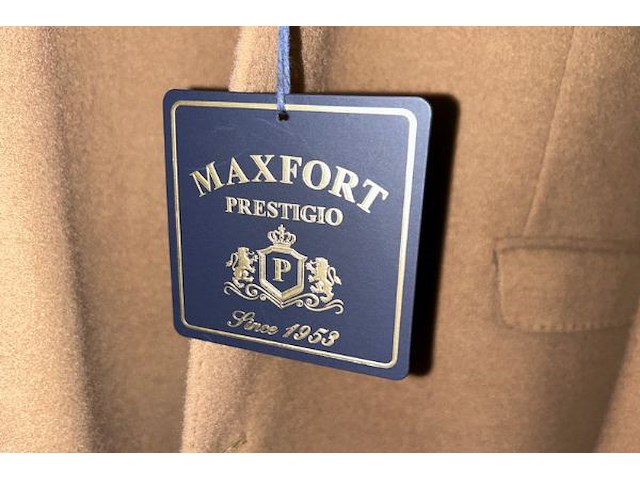 MAXFORT
PRESTIGIO
P
Since 1953